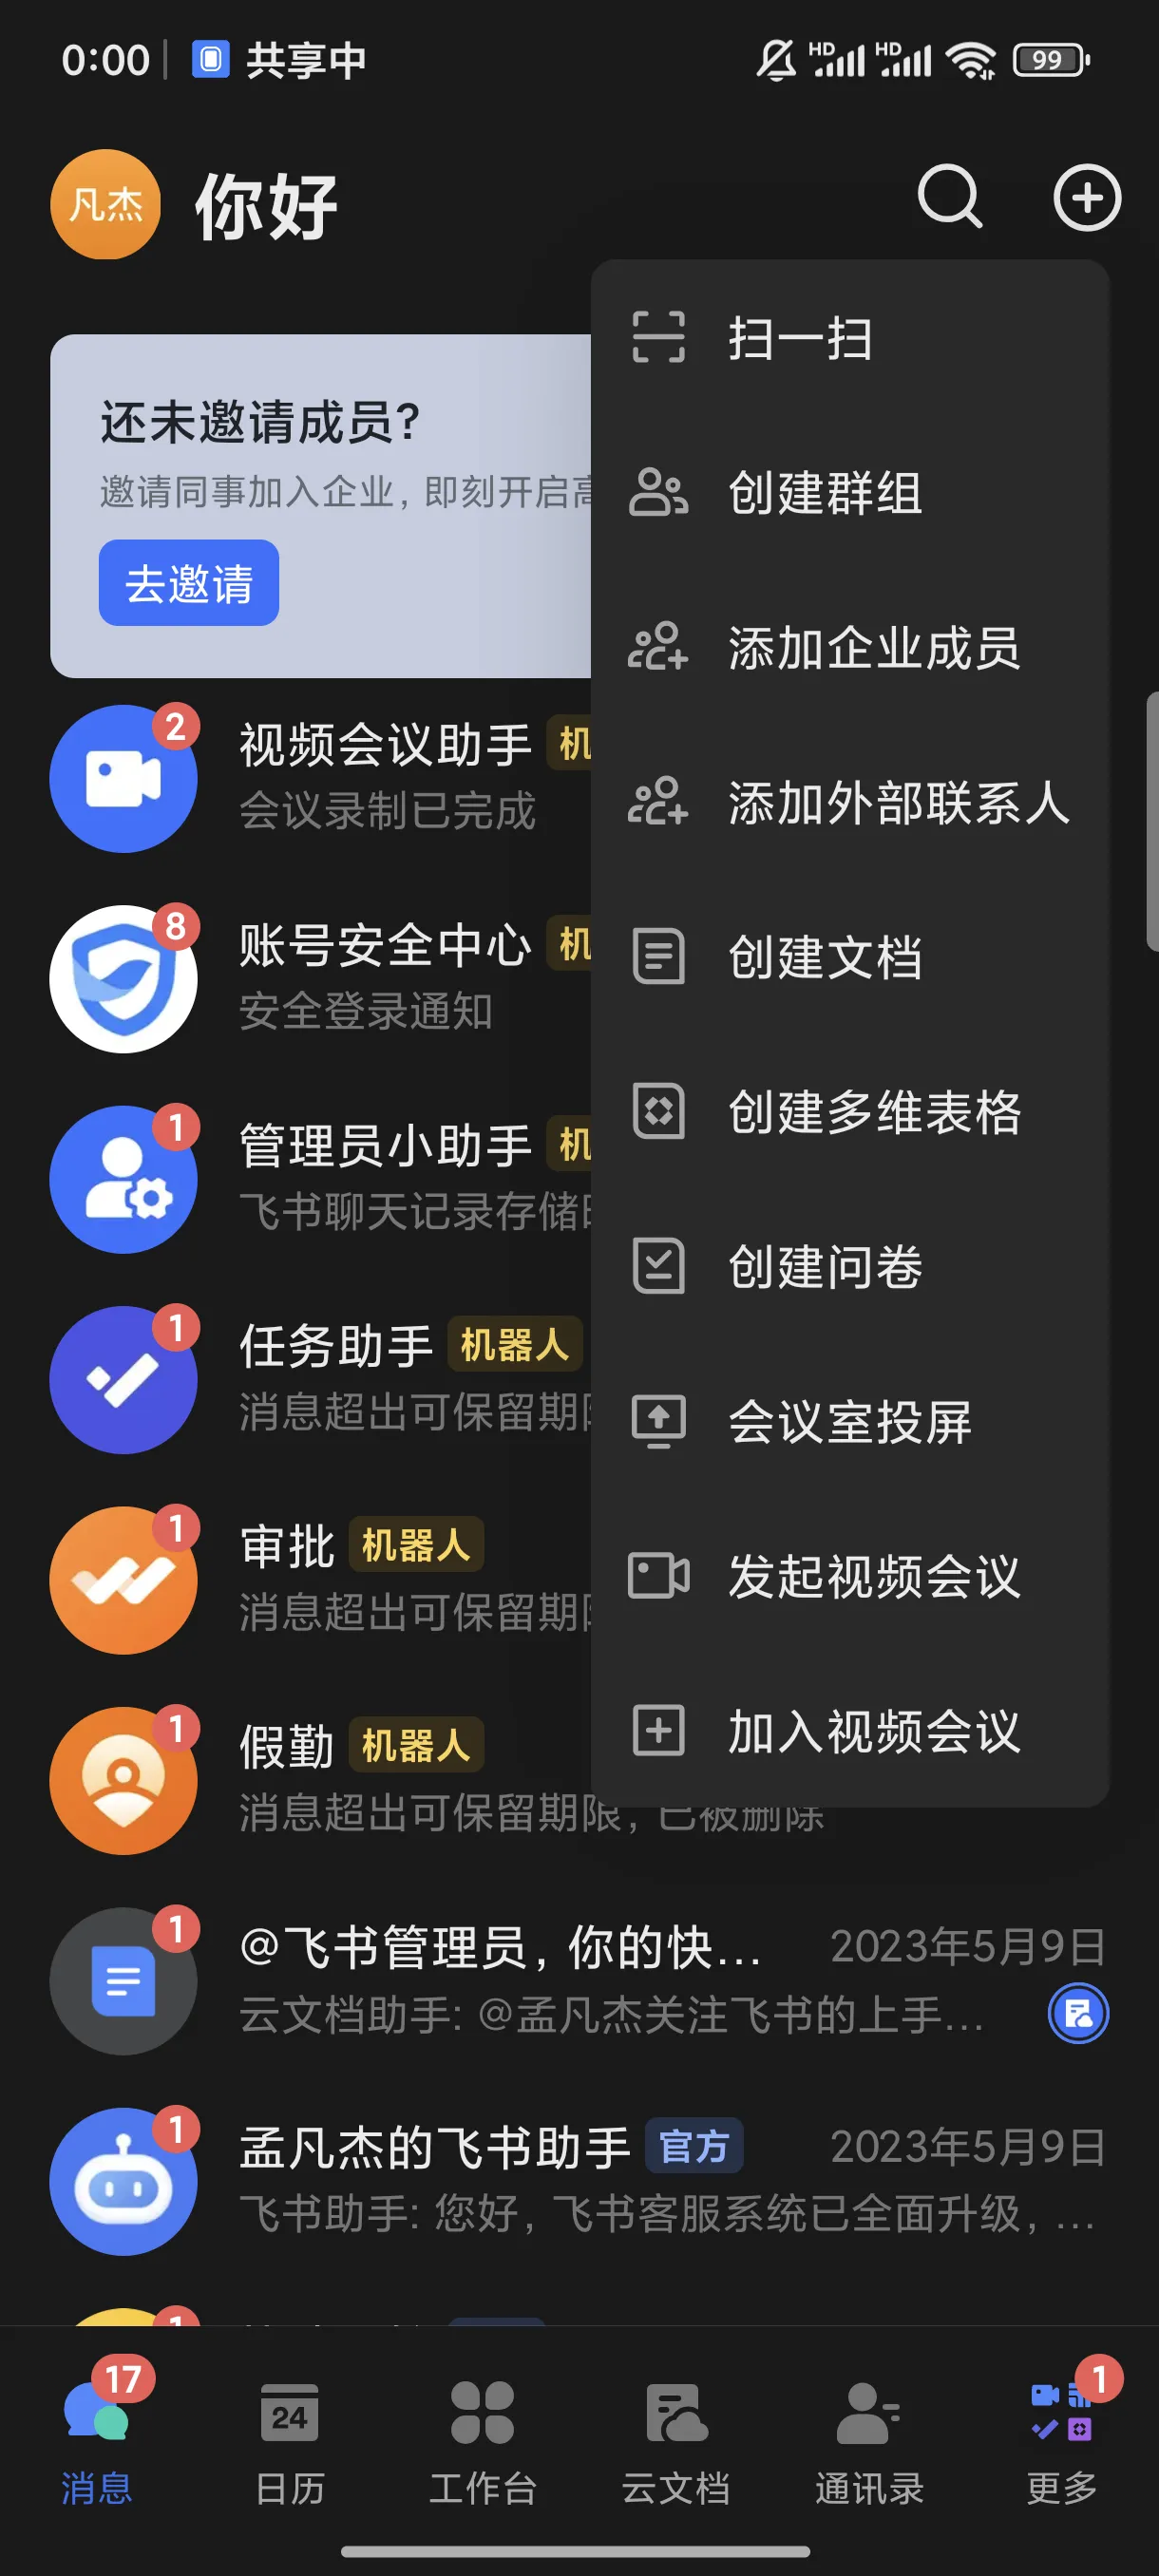 0:00 共享中 HD HD 99
凡杰 你好
扫一扫
还未邀请成员?
邀请同事加入企业，即刻开启
去邀请
创建群组
添加企业成员
添加外部联系人
创建文档
创建多维表格
创建问卷
会议室投屏
发起视频会议
加入视频会议
2
视频会议助手 机
会议录制已完成
8
账号安全中心 机
安全登录通知
1
管理员小助手 机
飞书聊天记录存储
1
任务助手 机器人
消息超出可保留期
1
审批 机器人
消息超出可保留期
1
假勤 机器人
消息超出可保留期限，已被删除
1
@飞书管理员，你的快... 2023年5月9日
云文档助手: @孟凡杰关注飞书的上手...
1
孟凡杰的飞书助手 官方 2023年5月9日
飞书助手: 您好，飞书客服系统已全面升级，...
1
17 24 1
消息 日历 工作台 云文档 通讯录 更多